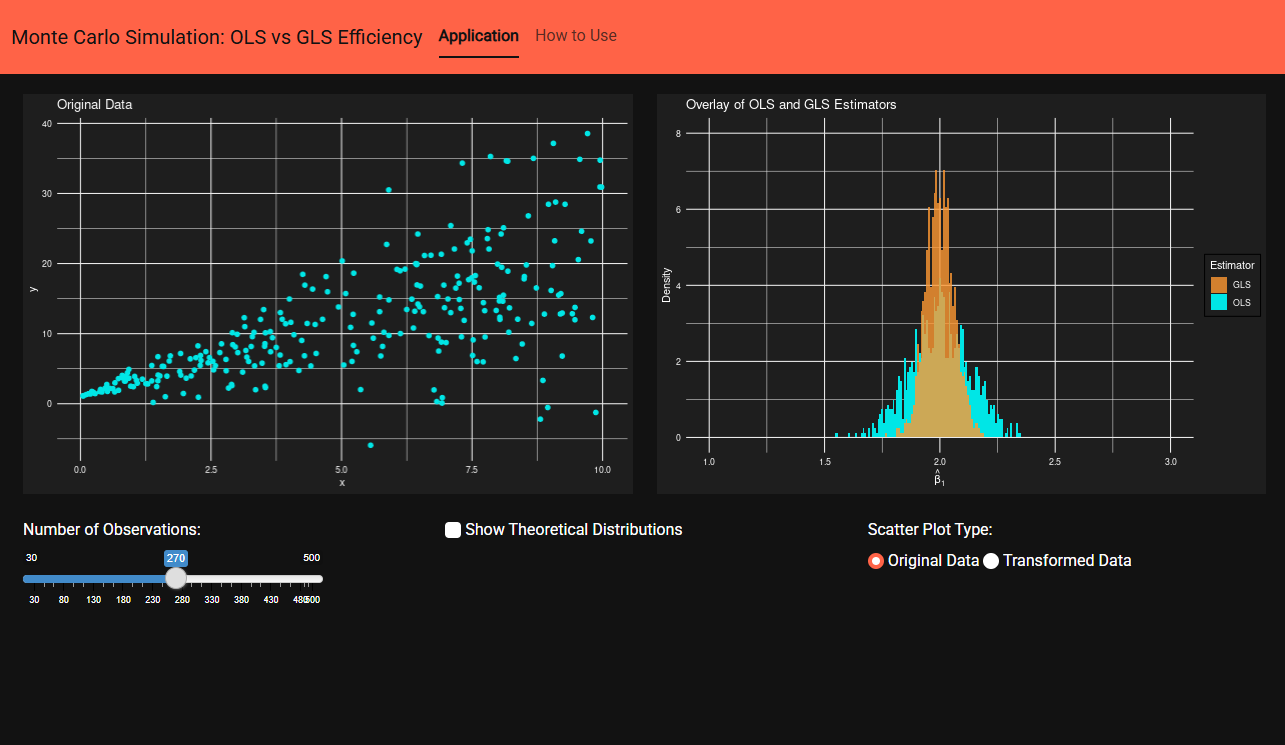 Monte Carlo Simulation: OLS vs GLS Efficiency Application How to Use
Original Data
40
30
20
10
0
y
0.0 2.5 5.0 7.5 10.0
x
Overlay of OLS and GLS Estimators
8
6
4
2
0
Density
1.0 1.5 2.0 2.5 3.0
β̂₁
Estimator
GLS
OLS
Number of Observations:
30 270 500
30 80 130 180 230 280 330 380 430 480 500
Show Theoretical Distributions
Scatter Plot Type:
Original Data Transformed Data